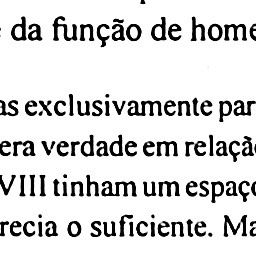 da função de home
as exclusivamente par
era verdade em relaçã
VIII tinham um espaço
recia o suficiente. Ma